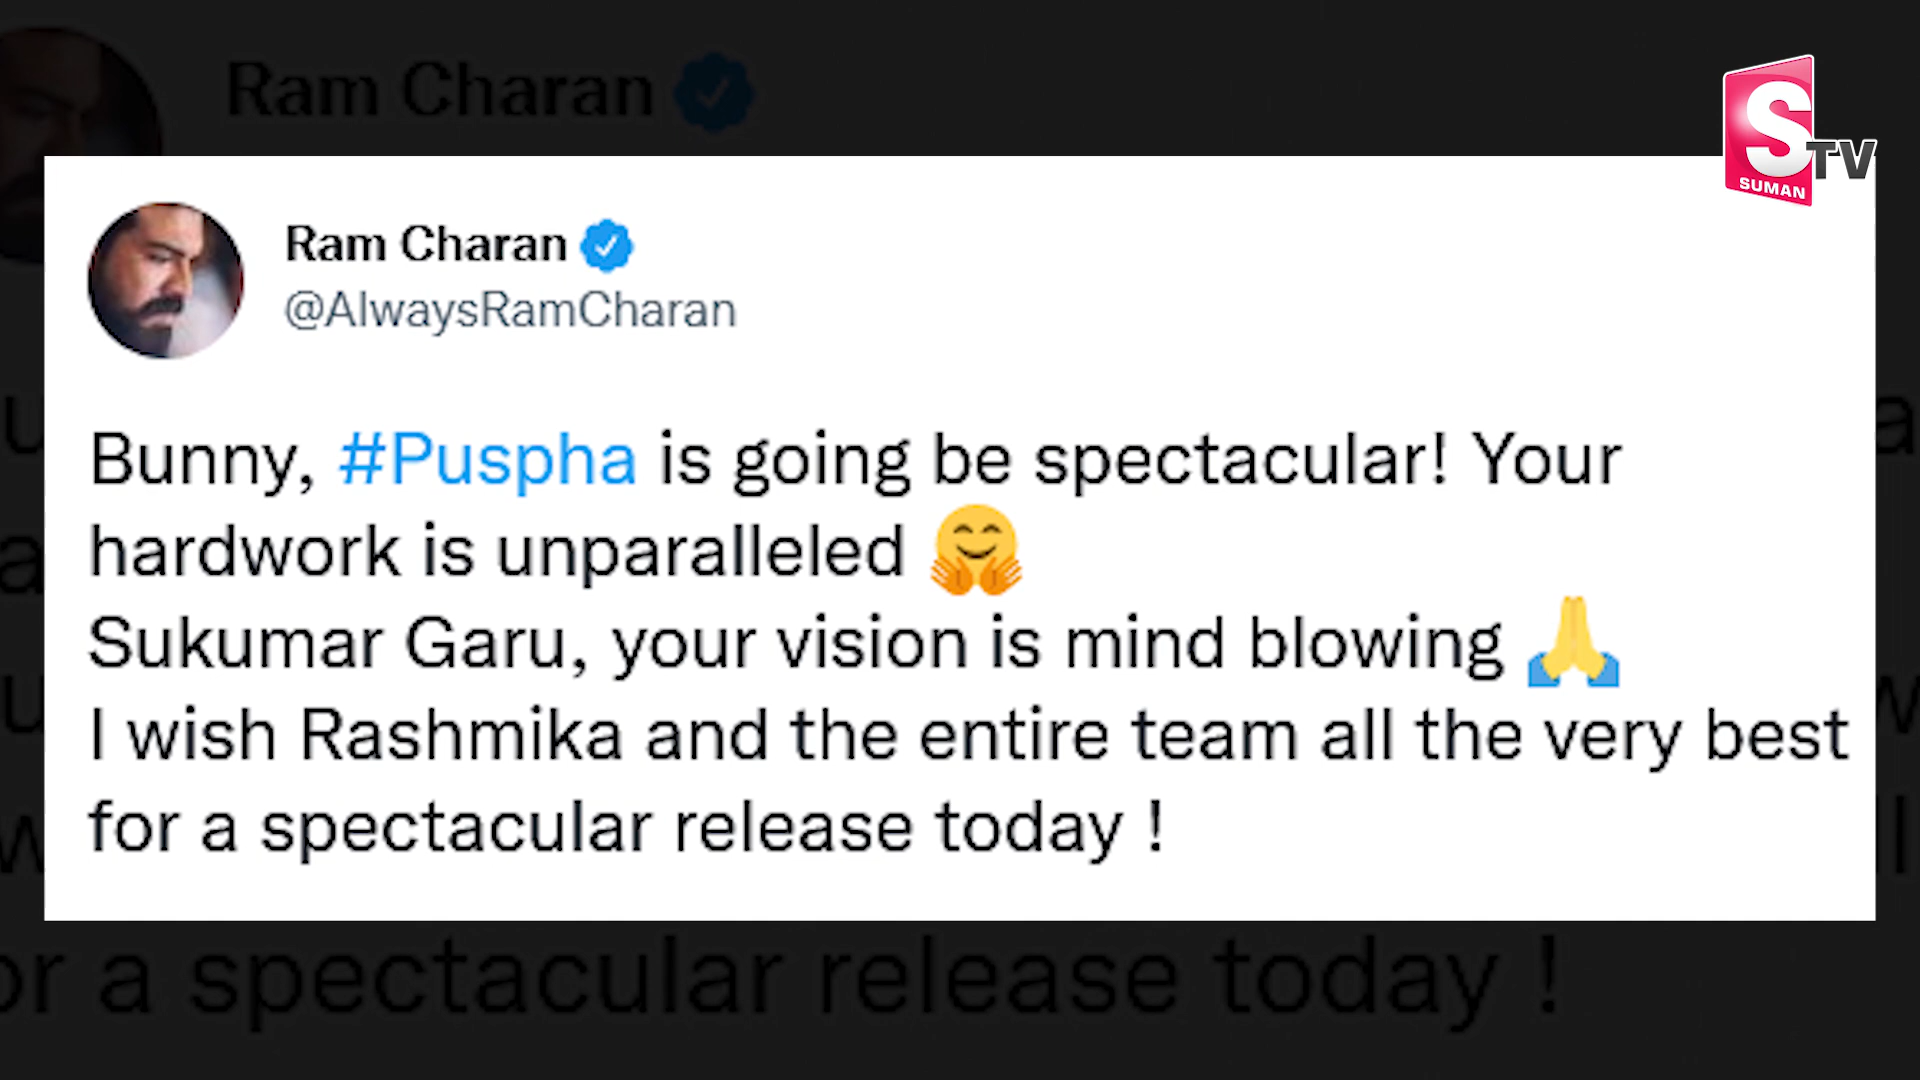 Ram Charan
S TV
SUMAN
Ram Charan
@AlwaysRamCharan
Bunny, #Puspha is going be spectacular! Your
hardwork is unparalleled 🤗
Sukumar Garu, your vision is mind blowing 🙏
I wish Rashmika and the entire team all the very best
for a spectacular release today !
or a spectacular release today !